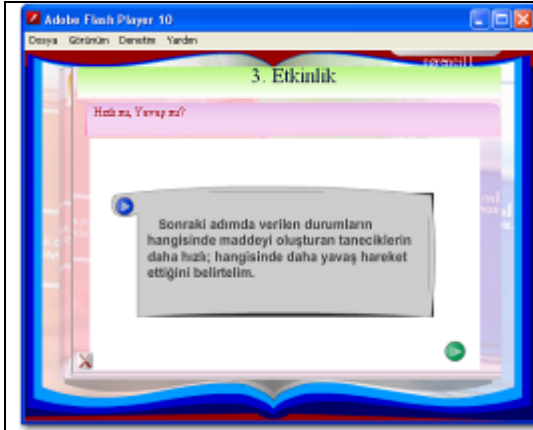 Adobe Flash Player 10
Dosya Görünüm Denetim Yardım
3. Etkinlik
Hızlı mı, Yavaş mı?
Sonraki adımda verilen durumların
hangisinde maddeyi oluşturan taneciklerin
daha hızlı; hangisinde daha yavaş hareket
ettiğini belirtelim.